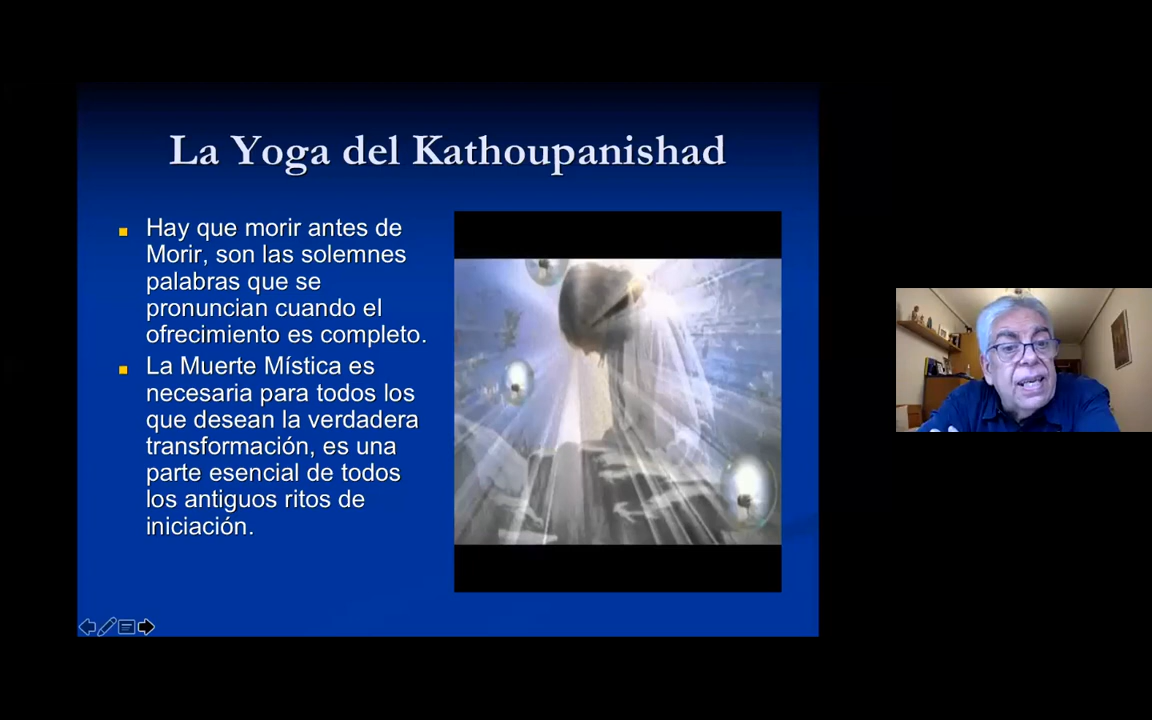 La Yoga del Kathoupanishad
Hay que morir antes de
Morir, son las solemnes
palabras que se
pronuncian cuando el
ofrecimiento es completo.
La Muerte Mística es
necesaria para todos los
que desean la verdadera
transformación, es una
parte esencial de todos
los antiguos ritos de
iniciación.